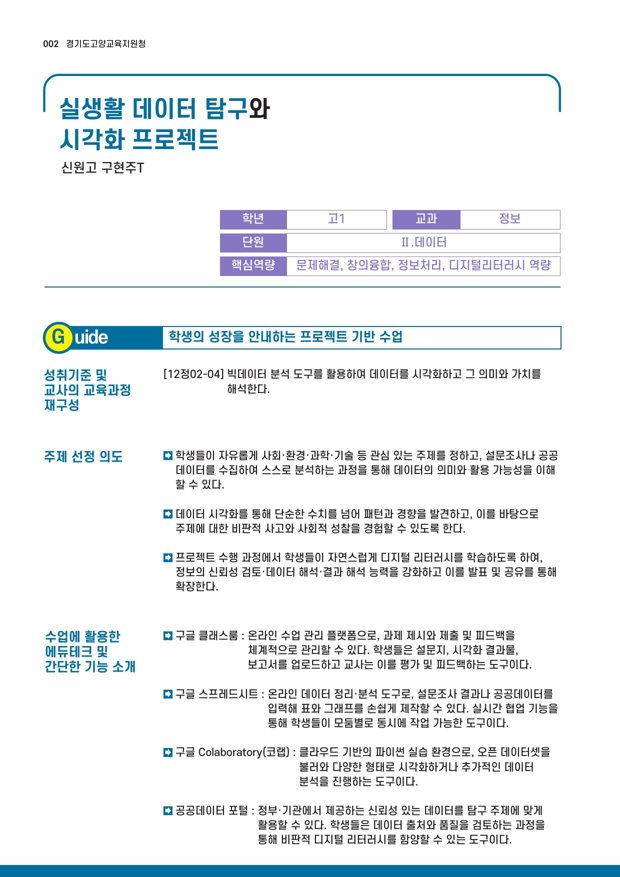 002 경기도고양교육지원청
실생활 데이터 탐구와
시각화 프로젝트
신원고 구현주T
학년 고1 교과 정보
단원 Ⅱ.데이터
핵심역량 문제해결, 창의융합, 정보처리, 디지털리터러시 역량
Guide 학생의 성장을 안내하는 프로젝트 기반 수업
성취기준 및
교사의 교육과정
재구성
[12정02-04] 빅데이터 분석 도구를 활용하여 데이터를 시각화하고 그 의미와 가치를
해석한다.
주제 선정 의도
학생들이 자유롭게 사회·환경·과학·기술 등 관심 있는 주제를 정하고, 설문조사나 공공
데이터를 수집하여 스스로 분석하는 과정을 통해 데이터의 의미와 활용 가능성을 이해
할 수 있다.
데이터 시각화를 통해 단순한 수치를 넘어 패턴과 경향을 발견하고, 이를 바탕으로
주제에 대한 비판적 사고와 사회적 성찰을 경험할 수 있도록 한다.
프로젝트 수행 과정에서 학생들이 자연스럽게 디지털 리터러시를 학습하도록 하여,
정보의 신뢰성 검토·데이터 해석·결과 해석 능력을 강화하고 이를 발표 및 공유를 통해
확장한다.
수업에 활용한
에듀테크 및
간단한 기능 소개
구글 클래스룸 : 온라인 수업 관리 플랫폼으로, 과제 제시와 제출 및 피드백을
체계적으로 관리할 수 있다. 학생들은 설문지, 시각화 결과물,
보고서를 업로드하고 교사는 이를 평가 및 피드백하는 도구이다.
구글 스프레드시트 : 온라인 데이터 정리·분석 도구로, 설문조사 결과나 공공데이터를
입력해 표와 그래프를 손쉽게 제작할 수 있다. 실시간 협업 기능을
통해 학생들이 모둠별로 동시에 작업 가능한 도구이다.
구글 Colaboratory(코랩) : 클라우드 기반의 파이썬 실습 환경으로, 오픈 데이터셋을
불러와 다양한 형태로 시각화하거나 추가적인 데이터
분석을 진행하는 도구이다.
공공데이터 포털 : 정부·기관에서 제공하는 신뢰성 있는 데이터를 탐구 주제에 맞게
활용할 수 있다. 학생들은 데이터 출처와 품질을 검토하는 과정을
통해 비판적 디지털 리터러시를 함양할 수 있는 도구이다.